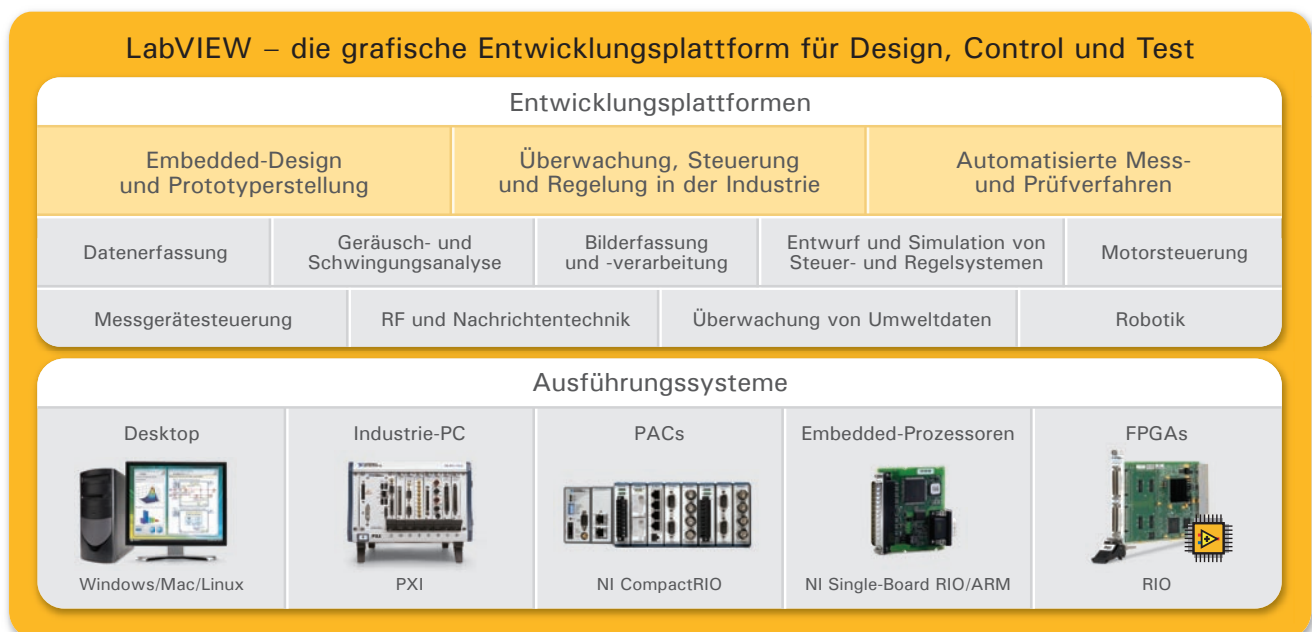 LabVIEW – die grafische Entwicklungsplattform für Design, Control und Test
Entwicklungsplattformen
Embedded-Design
und Prototyperstellung
Überwachung, Steuerung
und Regelung in der Industrie
Automatisierte Mess-
und Prüfverfahren
Datenerfassung
Geräusch- und
Schwingungsanalyse
Bilderfassung
und -verarbeitung
Entwurf und Simulation von
Steuer- und Regelsystemen
Motorsteuerung
Messgerätesteuerung
RF und Nachrichtentechnik
Überwachung von Umweltdaten
Robotik
Ausführungssysteme
Desktop
Industrie-PC
PACs
Embedded-Prozessoren
FPGAs
Windows/Mac/Linux
PXI
NI CompactRIO
NI Single-Board RIO/ARM
RIO